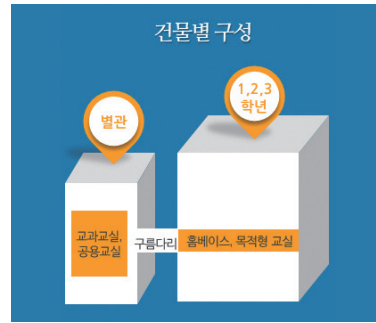 건물별 구성
별관
1,2,3
학년
교과교실,
공용교실
구름다리
홈베이스, 목적형 교실